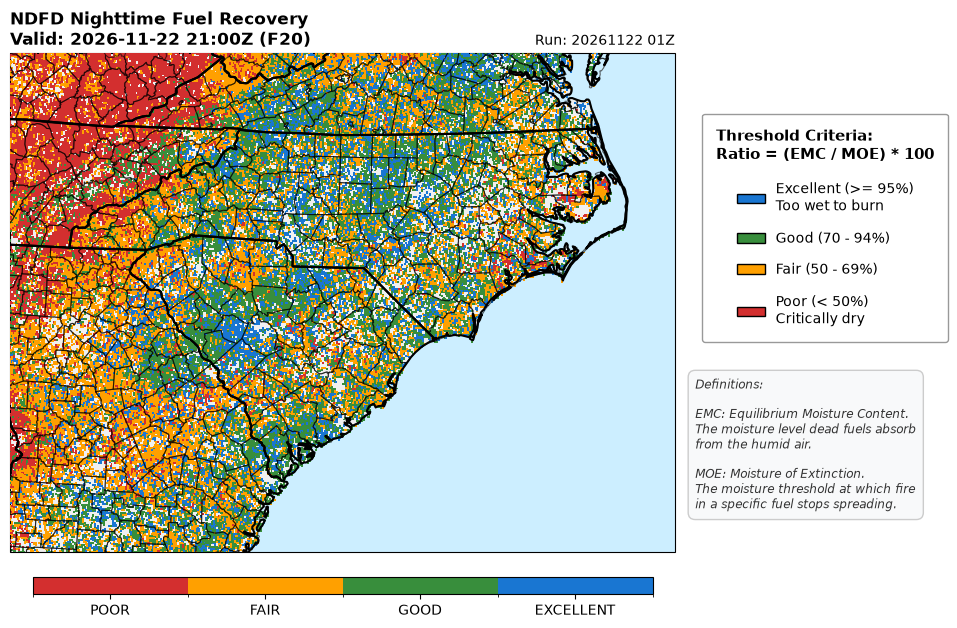 NDFD Nighttime Fuel Recovery
Valid: 2026-11-22 21:00Z (F20)
Run: 20261122 01Z
Threshold Criteria:
Ratio = (EMC / MOE) * 100
Excellent (>= 95%)
Too wet to burn
Good (70 - 94%)
Fair (50 - 69%)
Poor (< 50%)
Critically dry
Definitions:
EMC: Equilibrium Moisture Content.
The moisture level dead fuels absorb
from the humid air.
MOE: Moisture of Extinction.
The moisture threshold at which fire
in a specific fuel stops spreading.
POOR
FAIR
GOOD
EXCELLENT